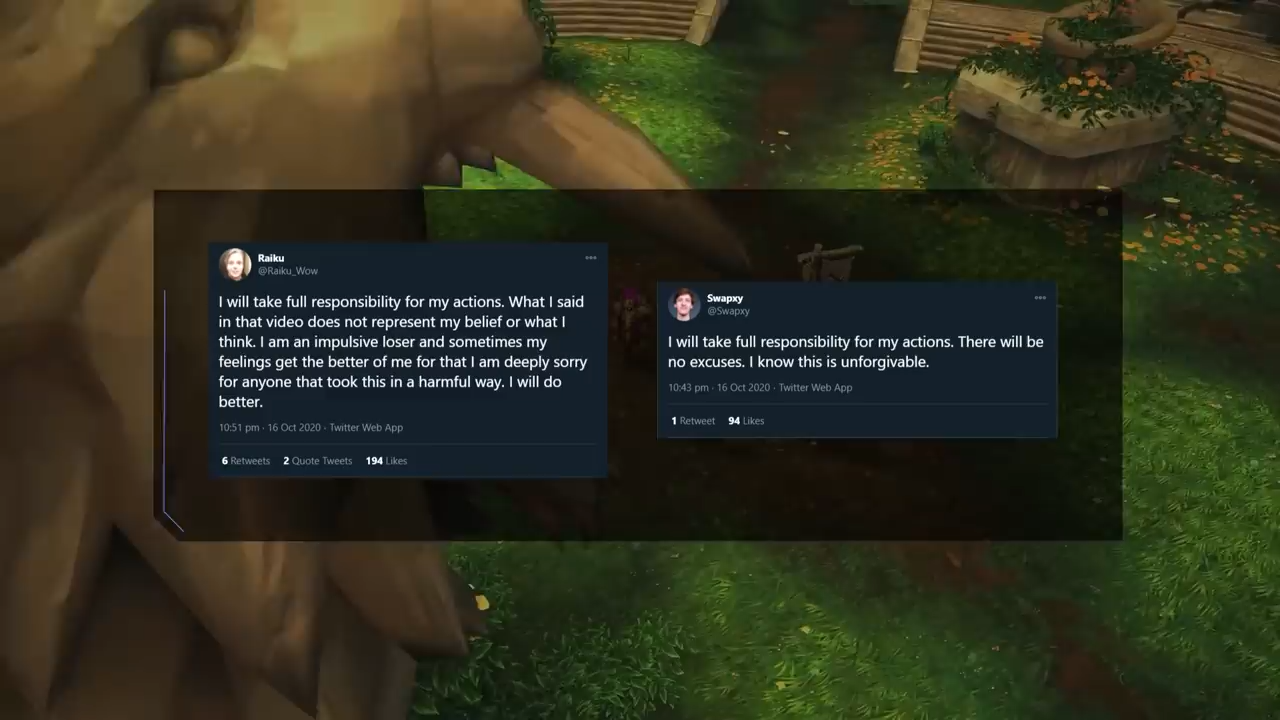 Raiku
@Raiku_Wow
I will take full responsibility for my actions. What I said
in that video does not represent my belief or what I
think. I am an impulsive loser and sometimes my
feelings get the better of me for that I am deeply sorry
for anyone that took this in a harmful way. I will do
better.
10:51 pm · 16 Oct 2020 · Twitter Web App
6 Retweets 2 Quote Tweets 194 Likes
Swapxy
@Swapxy
I will take full responsibility for my actions. There will be
no excuses. I know this is unforgivable.
10:43 pm · 16 Oct 2020 · Twitter Web App
1 Retweet 94 Likes